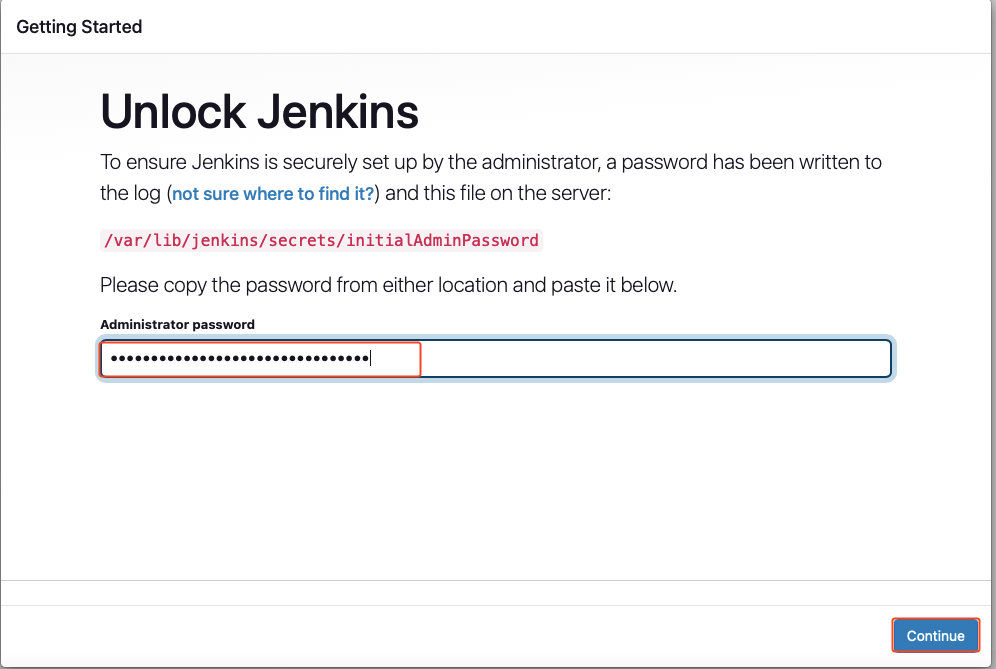 Getting Started
Unlock Jenkins
To ensure Jenkins is securely set up by the administrator, a password has been written to
the log (not sure where to find it?) and this file on the server:
/var/lib/jenkins/secrets/initialAdminPassword
Please copy the password from either location and paste it below.
Administrator password
••••••••••••••••••••••••••••••••
Continue